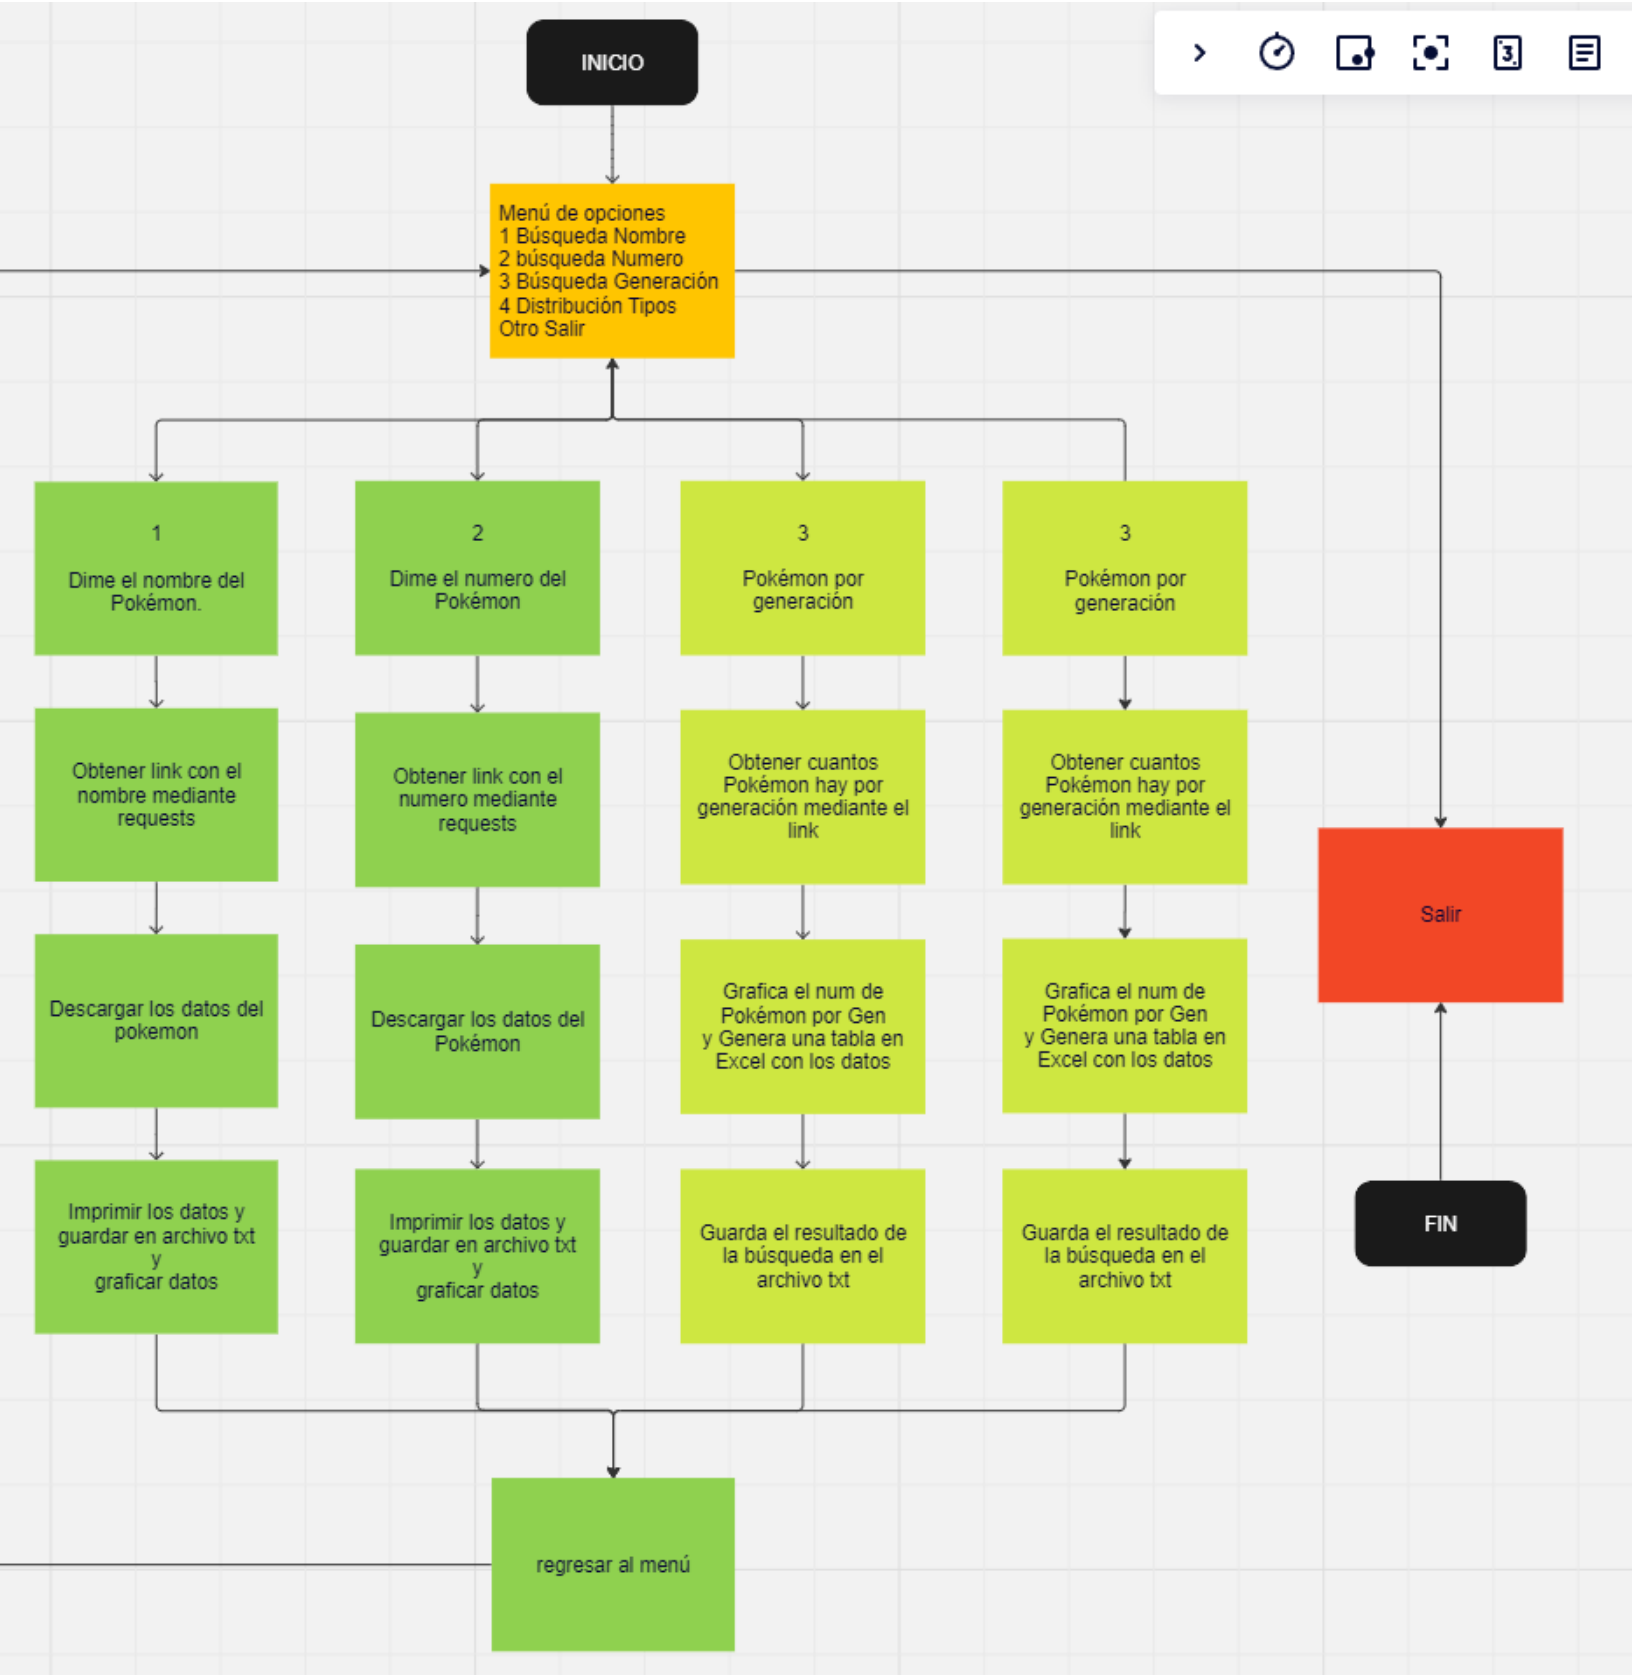 INICIO
Menú de opciones
1 Búsqueda Nombre
2 búsqueda Numero
3 Búsqueda Generación
4 Distribución Tipos
Otro Salir
1
Dime el nombre del
Pokémon.
Obtener link con el
nombre mediante
requests
Descargar los datos del
pokemon
Imprimir los datos y
guardar en archivo txt
y
graficar datos
2
Dime el numero del
Pokémon
Obtener link con el
numero mediante
requests
Descargar los datos del
Pokémon
Imprimir los datos y
guardar en archivo txt
y
graficar datos
3
Pokémon por
generación
Obtener cuantos
Pokémon hay por
generación mediante el
link
Grafica el num de
Pokémon por Gen
y Genera una tabla en
Excel con los datos
Guarda el resultado de
la búsqueda en el
archivo txt
3
Pokémon por
generación
Obtener cuantos
Pokémon hay por
generación mediante el
link
Grafica el num de
Pokémon por Gen
y Genera una tabla en
Excel con los datos
Guarda el resultado de
la búsqueda en el
archivo txt
regresar al menú
3
Salir
FIN